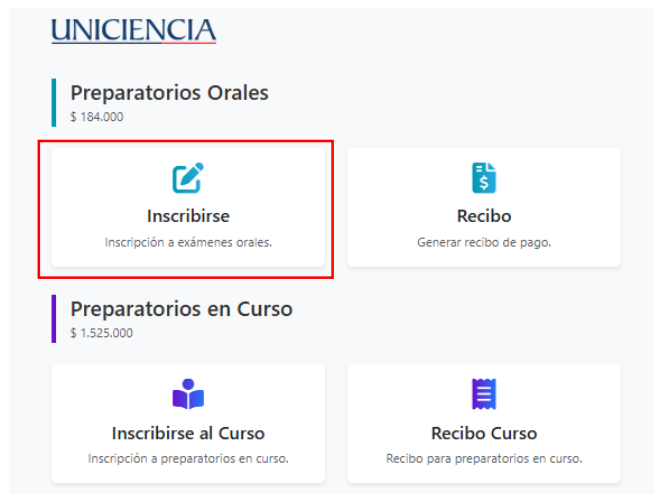 UNICIENCIA
Preparatorios Orales
$ 184.000
Inscribirse
Inscripción a exámenes orales.
Recibo
Generar recibo de pago.
Preparatorios en Curso
$ 1.525.000
Inscribirse al Curso
Inscripción a preparatorios en curso.
Recibo Curso
Recibo para preparatorios en curso.